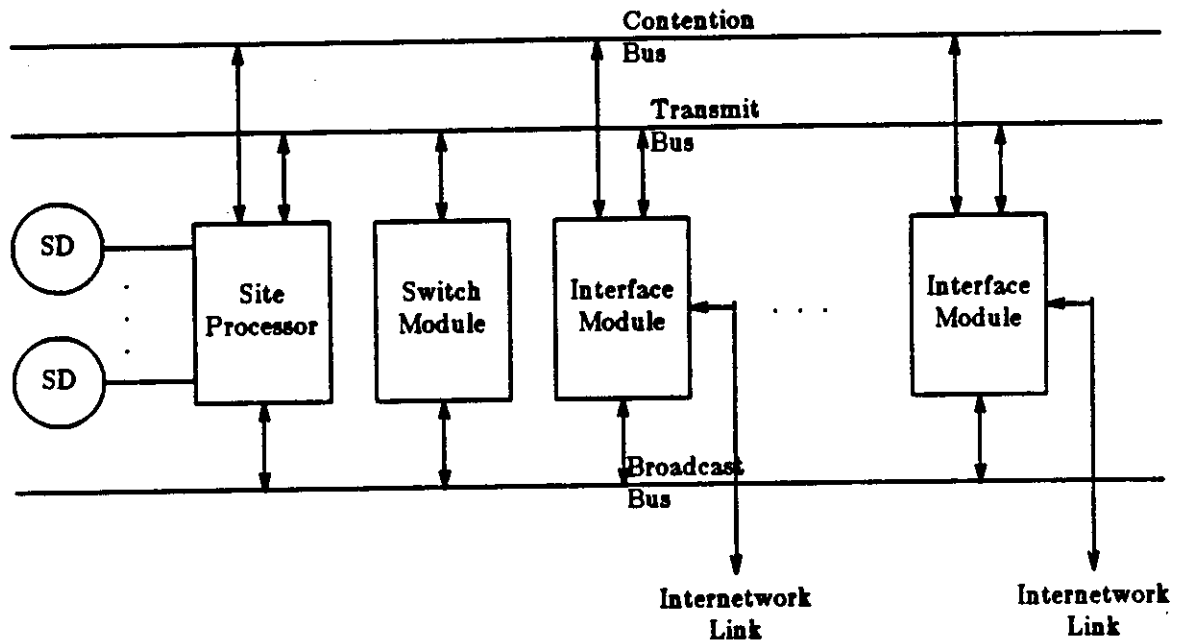 Contention
Bus
Transmit
Bus
SD
SD
Site
Processor
Switch
Module
Interface
Module
. . . .
Interface
Module
Broadcast
Bus
Internetwork
Link
Internetwork
Link